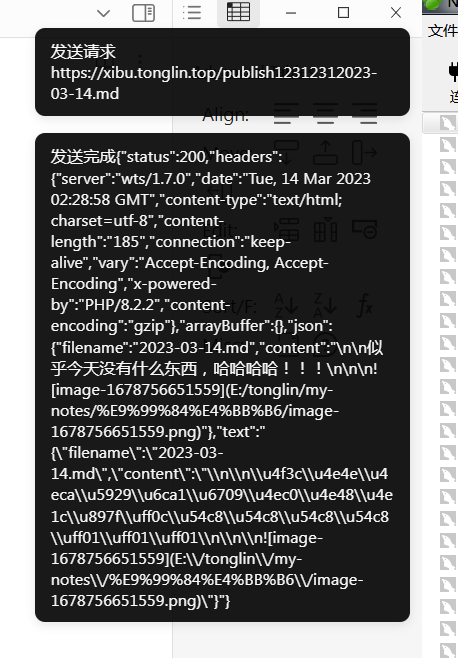 文件
连
发送请求
https://xibu.tonglin.top/publish12312312023-
03-14.md
Align:
发送完成{"status":200,"headers":
{"server":"wts/1.7.0","date":"Tue, 14 Mar 2023
02:28:58 GMT","content-type":"text/html;
charset=utf-8","content-
length":"185","connection":"keep-
alive","vary":"Accept-Encoding, Accept-
Encoding","x-powered-
by":"PHP/8.2.2","content-
encoding":"gzip"},"arrayBuffer":{},"json":
{"filename":"2023-03-14.md","content":"\n\n似
乎今天没有什么东西，哈哈哈哈！！！\n\n\n!
[image-1678756651559](E:/tonglin/my-
notes/%E9%99%84%E4%BB%B6/image-
1678756651559.png)"},"text":"
{\"filename\":\"2023-03-
14.md\",\"content\":\"\\n\\n\\u4f3c\\u4e4e\\u4
eca\\u5929\\u6ca1\\u6709\\u4ec0\\u4e48\\u4e
1c\\u897f\\uff0c\\u54c8\\u54c8\\u54c8\\u54c8
\\uff01\\uff01\\uff01\\n\\n\\n![image-
1678756651559](E:\\/tonglin\\/my-
notes\\/%E9%99%84%E4%BB%B6\\/image-
1678756651559.png)\"}"}